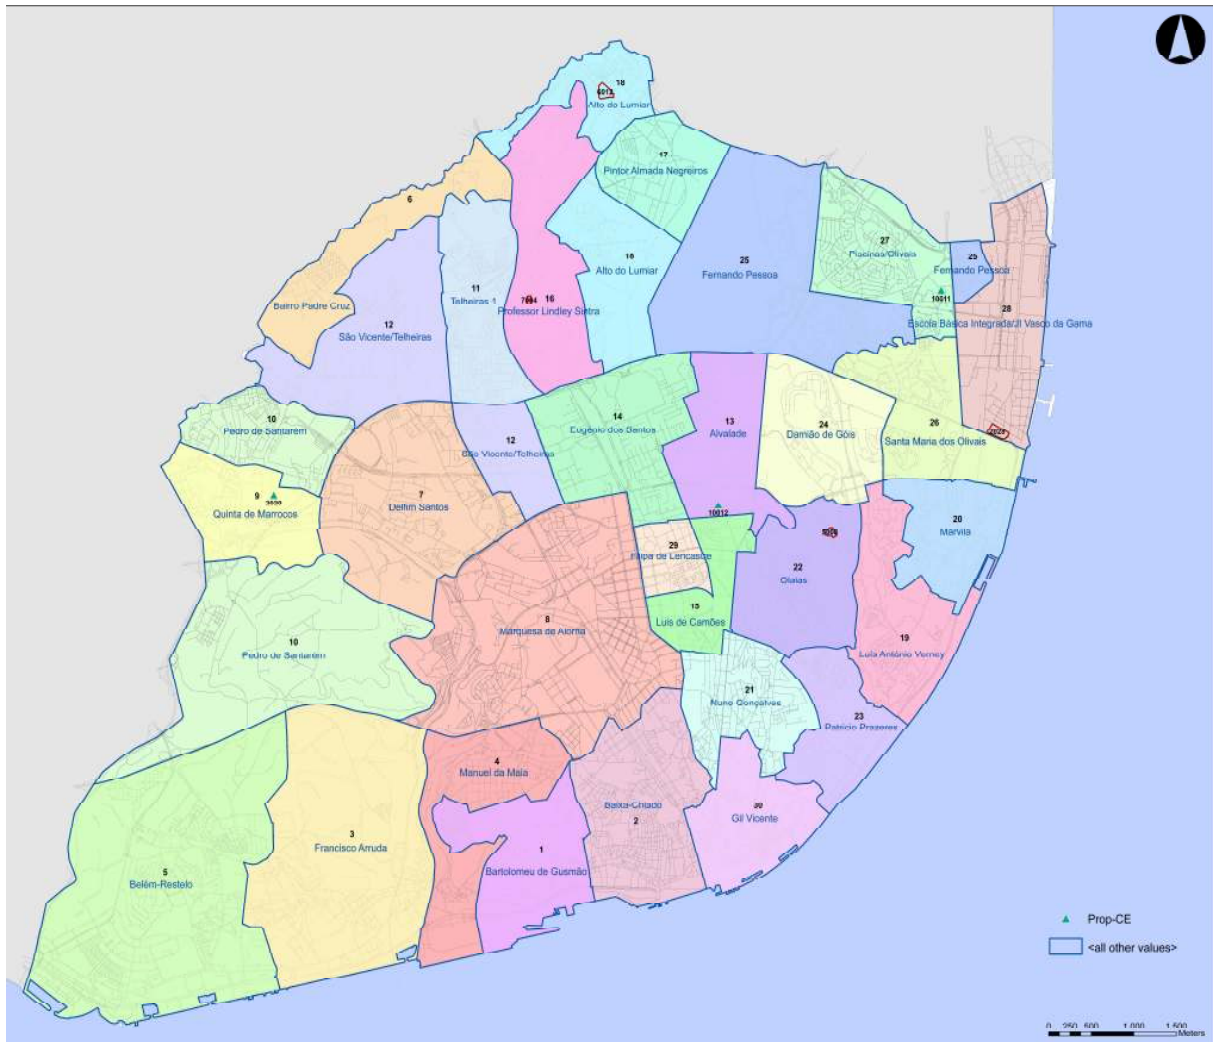 18
6012
Alto do Lumiar
17
Pintor Almada Negreiros
6
Bairro Padre Cruz
11
Telheiras 1
12
São Vicente/Telheiras
7
16
Professor Lindley Sintra
18
Alto do Lumiar
25
Fernando Pessoa
27
Piscinas/Olivais
10011
25
Fernando Pessoa
28
Escola Básica Integrada/JI Vasco da Gama
10
Pedro de Santarém
9
Quinta de Marrocos
7
Delfim Santos
12
São Vicente/Telheiras
14
Eugénio dos Santos
13
Alvalade
24
Damião de Góis
26
Santa Maria dos Olivais
10012
20
Marvila
29
Filipa de Lencastre
22
Olaias
15
Luís de Camões
8
Marquesa de Alorna
10
Pedro de Santarém
19
Luís António Verney
21
Nuno Gonçalves
23
Patrício Prazeres
4
Manuel da Maia
Baixa-Chiado
2
30
Gil Vicente
3
Francisco Arruda
1
Bartolomeu de Gusmão
5
Belém-Restelo
Prop-CE
<all other values>
0 250 500 1 000 1 500
Meters